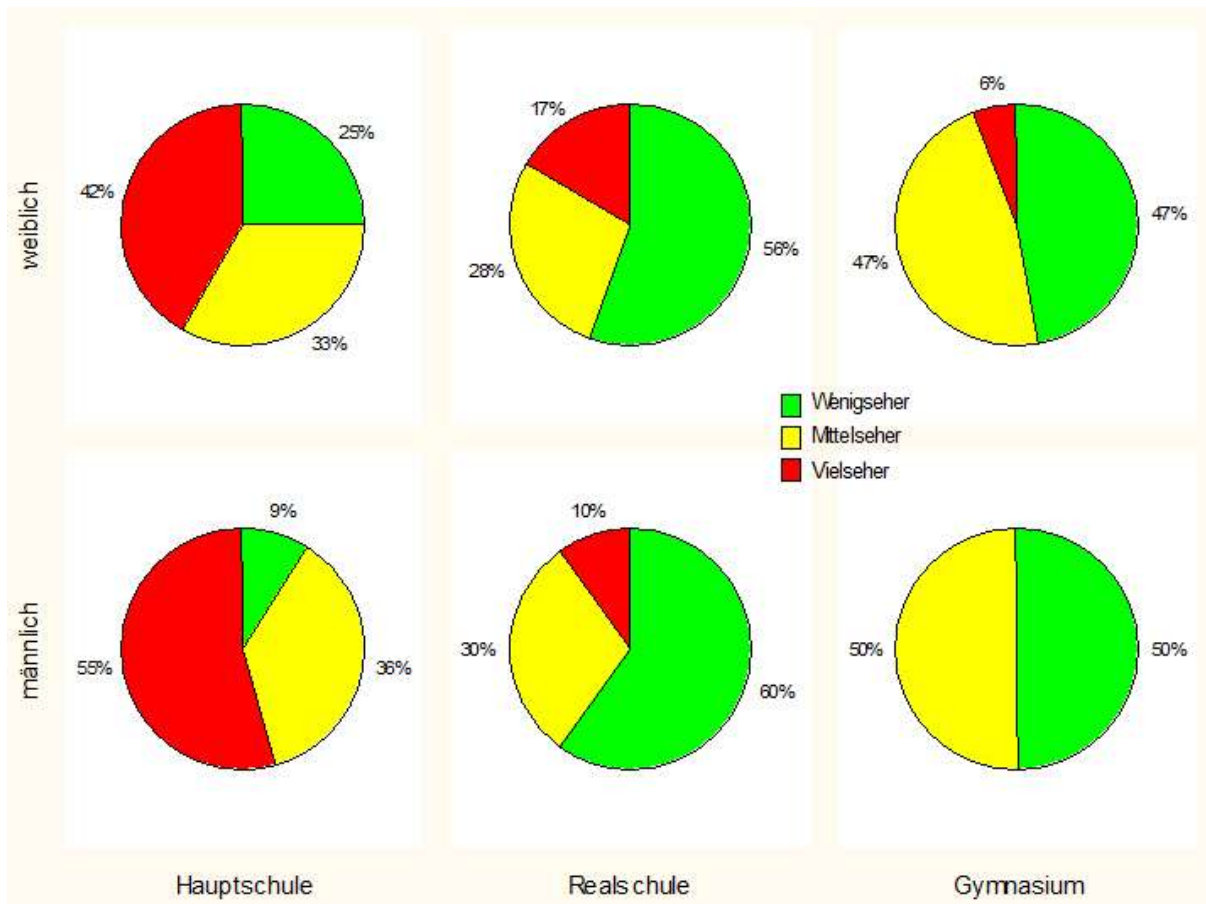 weiblich
25%
42%
33%
17%
56%
28%
6%
47%
47%
Wenigseher
Mttelseher
Vielseher
männlich
9%
55%
36%
10%
30%
60%
50%
50%
Hauptschule
Realschule
Gymnasium